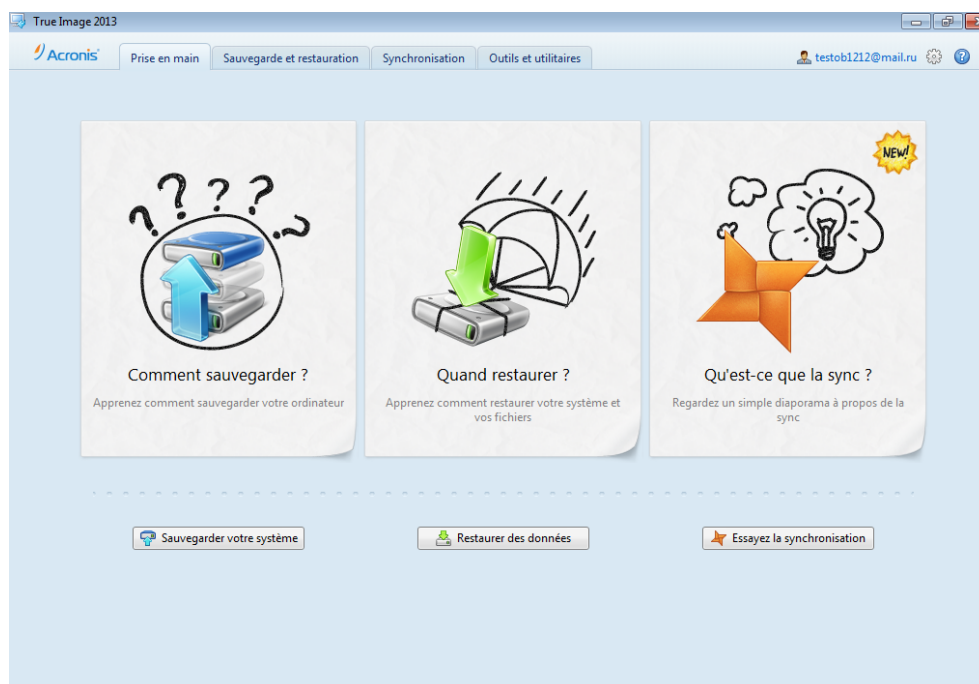 True Image 2013
Acronis
Prise en main
Sauvegarde et restauration
Synchronisation
Outils et utilitaires
testob1212@mail.ru
NEW!
Comment sauvegarder ?
Apprenez comment sauvegarder votre ordinateur
Quand restaurer ?
Apprenez comment restaurer votre système et
vos fichiers
Qu'est-ce que la sync ?
Regardez un simple diaporama à propos de la
sync
Sauvegarder votre système
Restaurer des données
Essayez la synchronisation